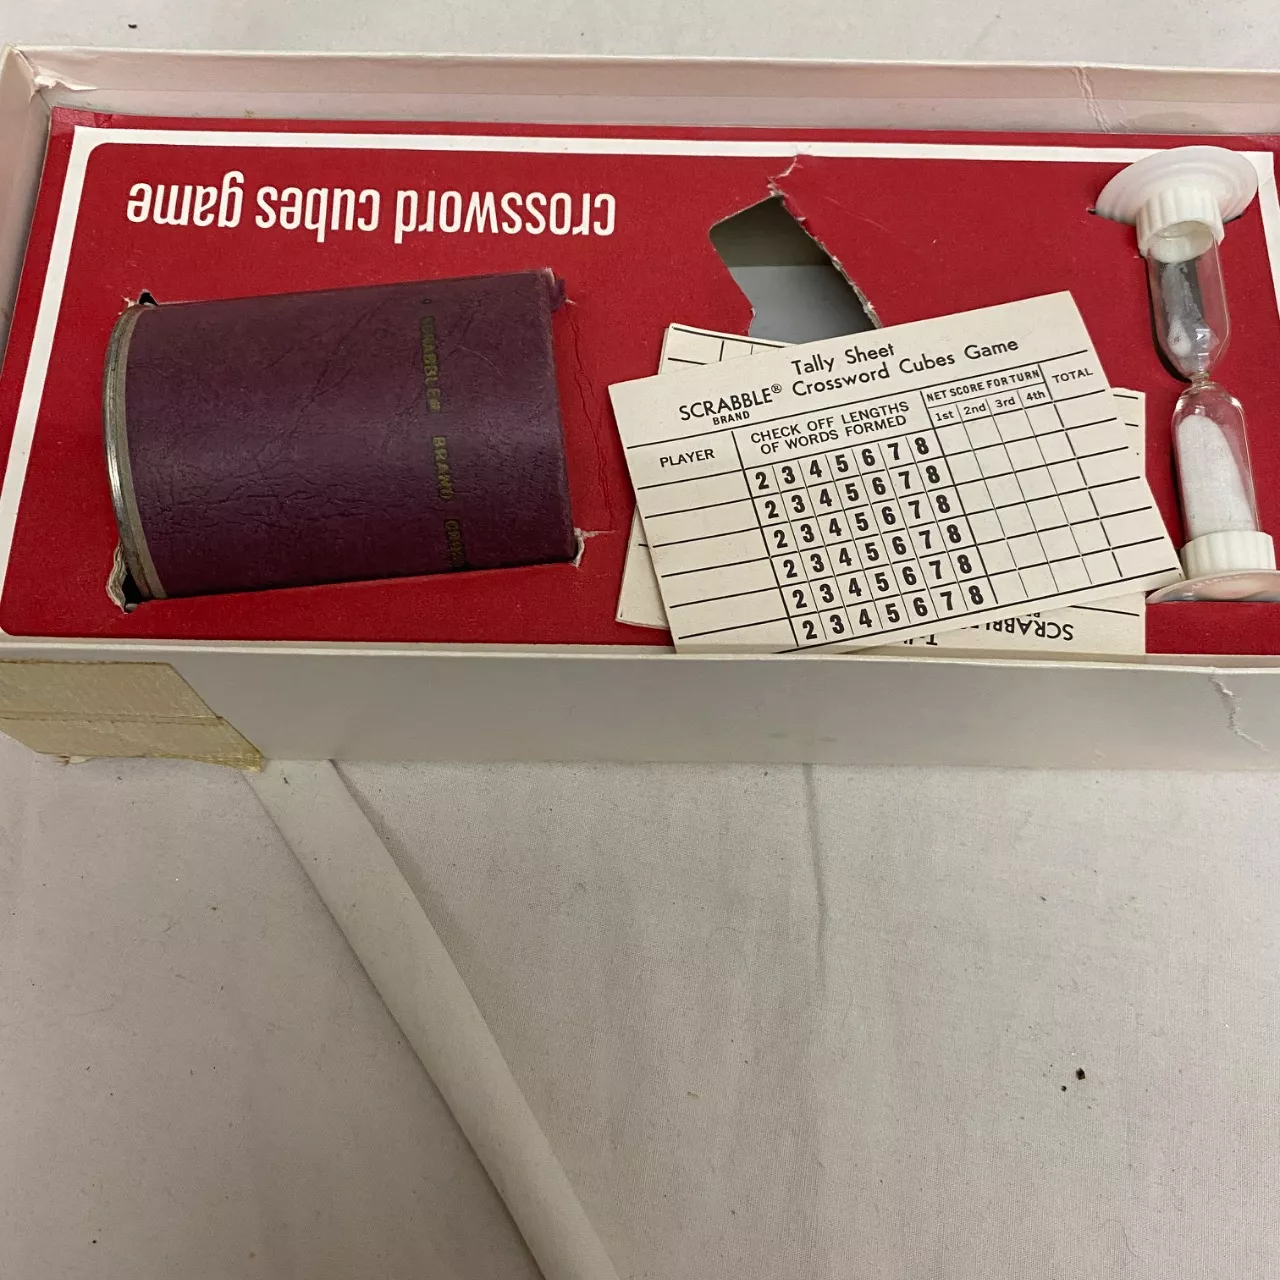 crossword cubes game
SCRABBLE® BRAND
Tally Sheet
SCRABBLE® Crossword Cubes Game
BRAND
PLAYER
CHECK OFF LENGTHS
OF WORDS FORMED
NET SCORE FOR TURN
1st 2nd 3rd 4th
TOTAL
2 3 4 5 6 7 8
2 3 4 5 6 7 8
2 3 4 5 6 7 8
2 3 4 5 6 7 8
2 3 4 5 6 7 8
2 3 4 5 6 7 8